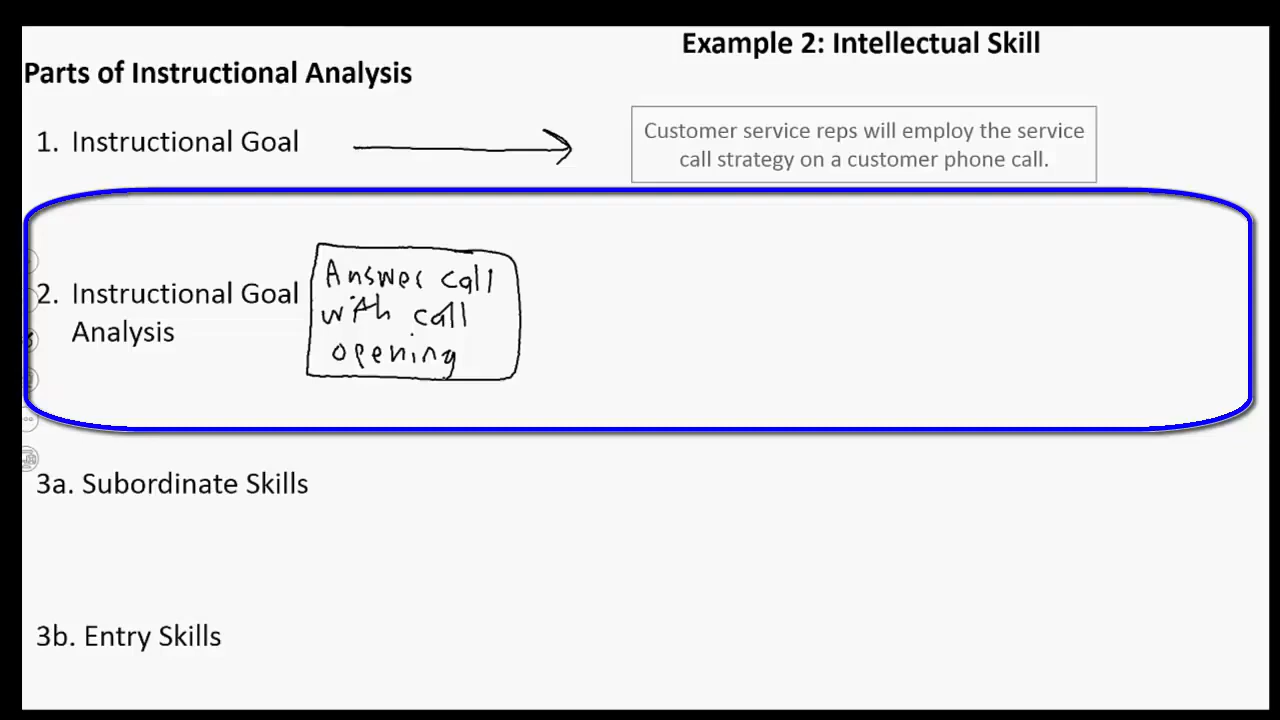 Example 2: Intellectual Skill
Parts of Instructional Analysis
1. Instructional Goal
Customer service reps will employ the service
call strategy on a customer phone call.
2. Instructional Goal
Analysis
Answer call
with call
opening
3a. Subordinate Skills
3b. Entry Skills